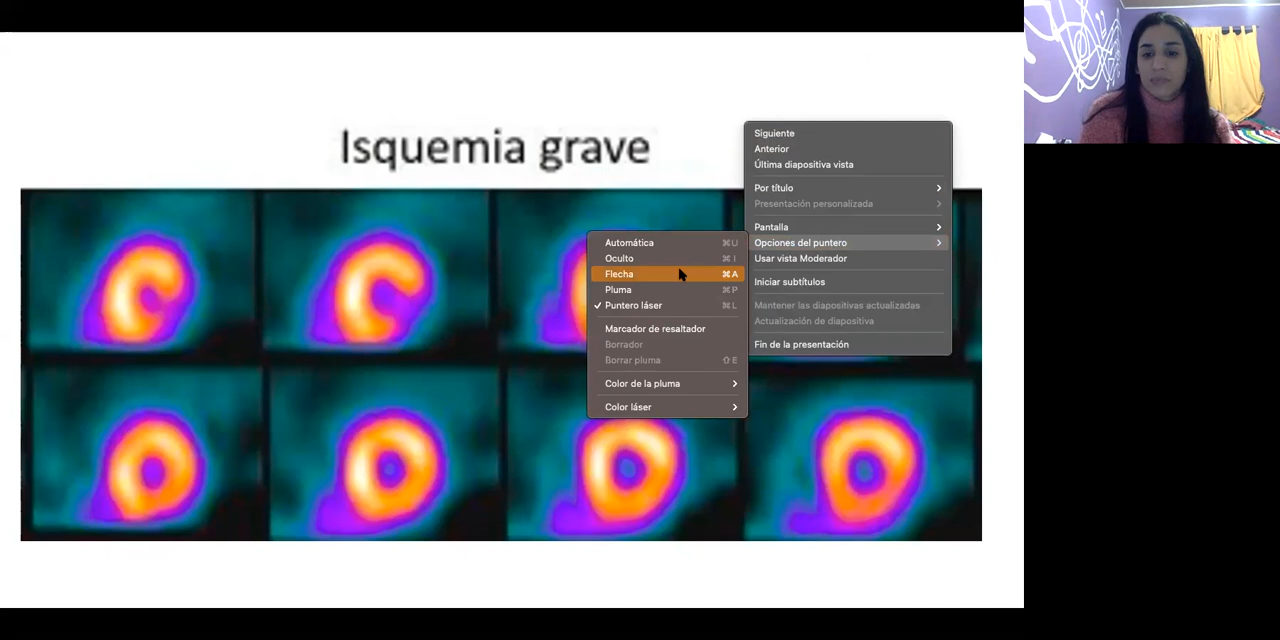 Isquemia grave
Siguiente
Anterior
Última diapositiva vista
Por título
Presentación personalizada
Pantalla
Opciones del puntero
Usar vista Moderador
Iniciar subtítulos
Mantener las diapositivas actualizadas
Actualización de diapositiva
Fin de la presentación
Automática ⌘U
Oculto ⌘I
Flecha ⌘A
Pluma ⌘P
✓ Puntero láser ⌘L
Marcador de resaltador
Borrador
Borrar pluma ⇧E
Color de la pluma
Color láser